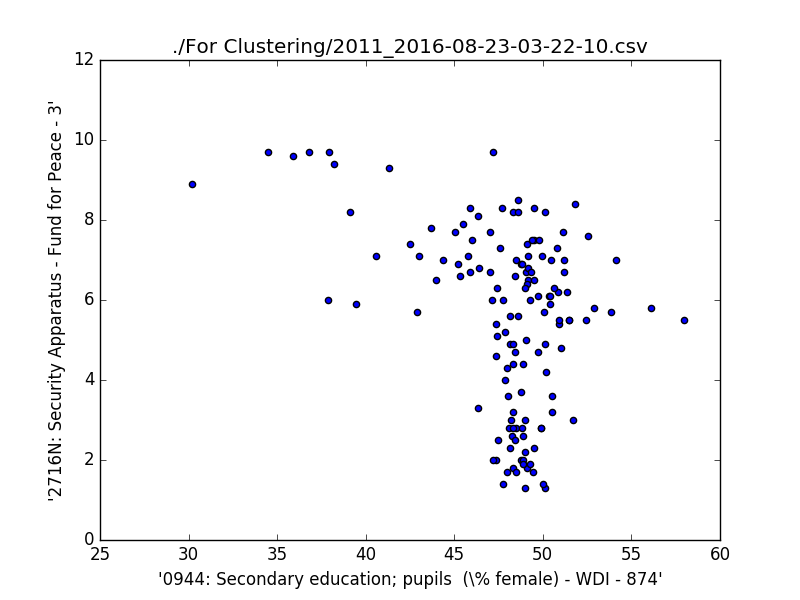 ./For Clustering/2011_2016-08-23-03-22-10.csv
'2716N: Security Apparatus - Fund for Peace - 3'
12
10
8
6
4
2
0
25 30 35 40 45 50 55 60
'0944: Secondary education; pupils  (\% female) - WDI - 874'